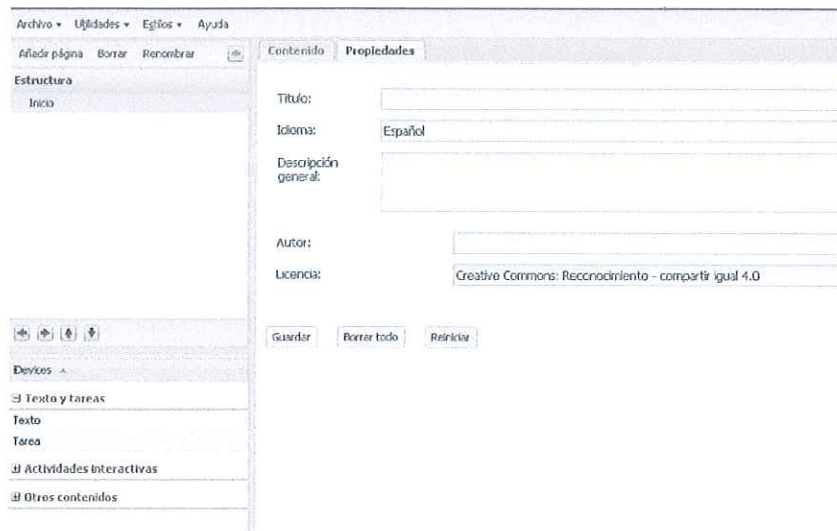 Archivo Utilidades Estilos Ayuda
Añadir página Borrar Renombrar
Estructura
Inicio
Devices
Texto y tareas
Texto
Tarea
Actividades interactivas
Otros contenidos
Contenido Propiedades
Título:
Idioma: Español
Descripción
general:
Autor:
Licencia: Creative Commons: Reconocimiento - compartir igual 4.0
Guardar Borrar todo Reiniciar